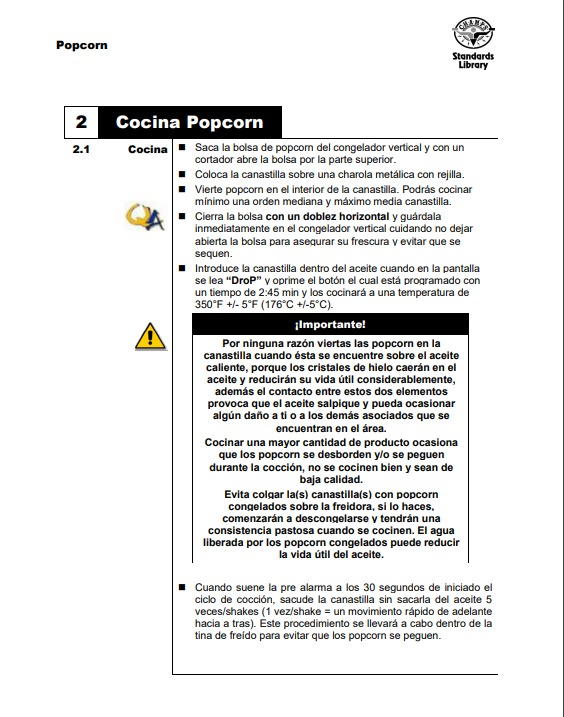 Popcorn
CHAMPS
Standards
Library
2 Cocina Popcorn
2.1 Cocina
■ Saca la bolsa de popcorn del congelador vertical y con un
cortador abre la bolsa por la parte superior.
■ Coloca la canastilla sobre una charola metálica con rejilla.
■ Vierte popcorn en el interior de la canastilla. Podrás cocinar
mínimo una orden mediana y máximo media canastilla.
QA
■ Cierra la bolsa con un doblez horizontal y guárdala
inmediatamente en el congelador vertical cuidando no dejar
abierta la bolsa para asegurar su frescura y evitar que se
sequen.
■ Introduce la canastilla dentro del aceite cuando en la pantalla
se lea “DroP” y oprime el botón el cual está programado con
un tiempo de 2:45 min y los cocinará a una temperatura de
350°F +/- 5°F (176°C +/-5°C).
¡Importante!
Por ninguna razón viertas las popcorn en la
canastilla cuando ésta se encuentre sobre el aceite
caliente, porque los cristales de hielo caerán en el
aceite y reducirán su vida útil considerablemente,
además el contacto entre estos dos elementos
provoca que el aceite salpique y pueda ocasionar
algún daño a ti o a los demás asociados que se
encuentran en el área.
Cocinar una mayor cantidad de producto ocasiona
que los popcorn se desborden y/o se peguen
durante la cocción, no se cocinen bien y sean de
baja calidad.
Evita colgar la(s) canastilla(s) con popcorn
congelados sobre la freidora, si lo haces,
comenzarán a descongelarse y tendrán una
consistencia pastosa cuando se cocinen. El agua
liberada por los popcorn congelados puede reducir
la vida útil del aceite.
■ Cuando suene la pre alarma a los 30 segundos de iniciado el
ciclo de cocción, sacude la canastilla sin sacarla del aceite 5
veces/shakes (1 vez/shake = un movimiento rápido de adelante
hacia a tras). Este procedimiento se llevará a cabo dentro de la
tina de freído para evitar que los popcorn se peguen.